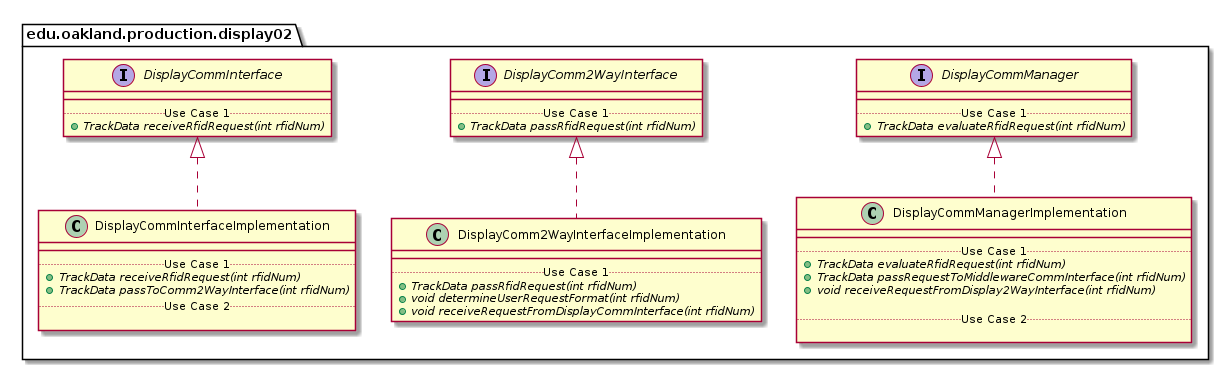 edu.oakland.production.display02
I DisplayCommInterface
Use Case 1
TrackData receiveRfidRequest(int rfidNum)
I DisplayComm2WayInterface
Use Case 1
TrackData passRfidRequest(int rfidNum)
I DisplayCommManager
Use Case 1
TrackData evaluateRfidRequest(int rfidNum)
C DisplayCommInterfaceImplementation
Use Case 1
TrackData receiveRfidRequest(int rfidNum)
TrackData passToComm2WayInterface(int rfidNum)
Use Case 2
C DisplayComm2WayInterfaceImplementation
Use Case 1
TrackData passRfidRequest(int rfidNum)
void determineUserRequestFormat(int rfidNum)
void receiveRequestFromDisplayCommInterface(int rfidNum)
C DisplayCommManagerImplementation
Use Case 1
TrackData evaluateRfidRequest(int rfidNum)
TrackData passRequestToMiddlewareCommInterface(int rfidNum)
void receiveRequestFromDisplay2WayInterface(int rfidNum)
Use Case 2